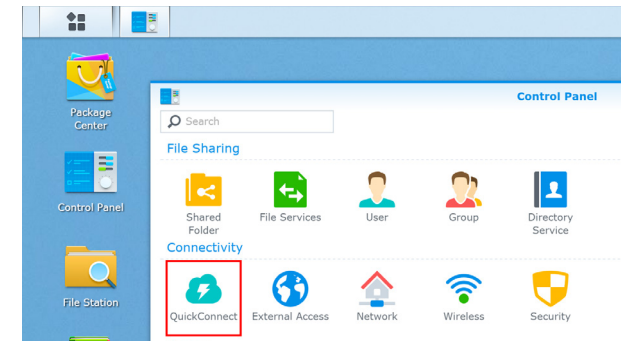 Control Panel
Package
Center
Search
File Sharing
Control Panel
Shared
Folder
File Services
User
Group
Directory
Service
Connectivity
File Station
QuickConnect
External Access
Network
Wireless
Security